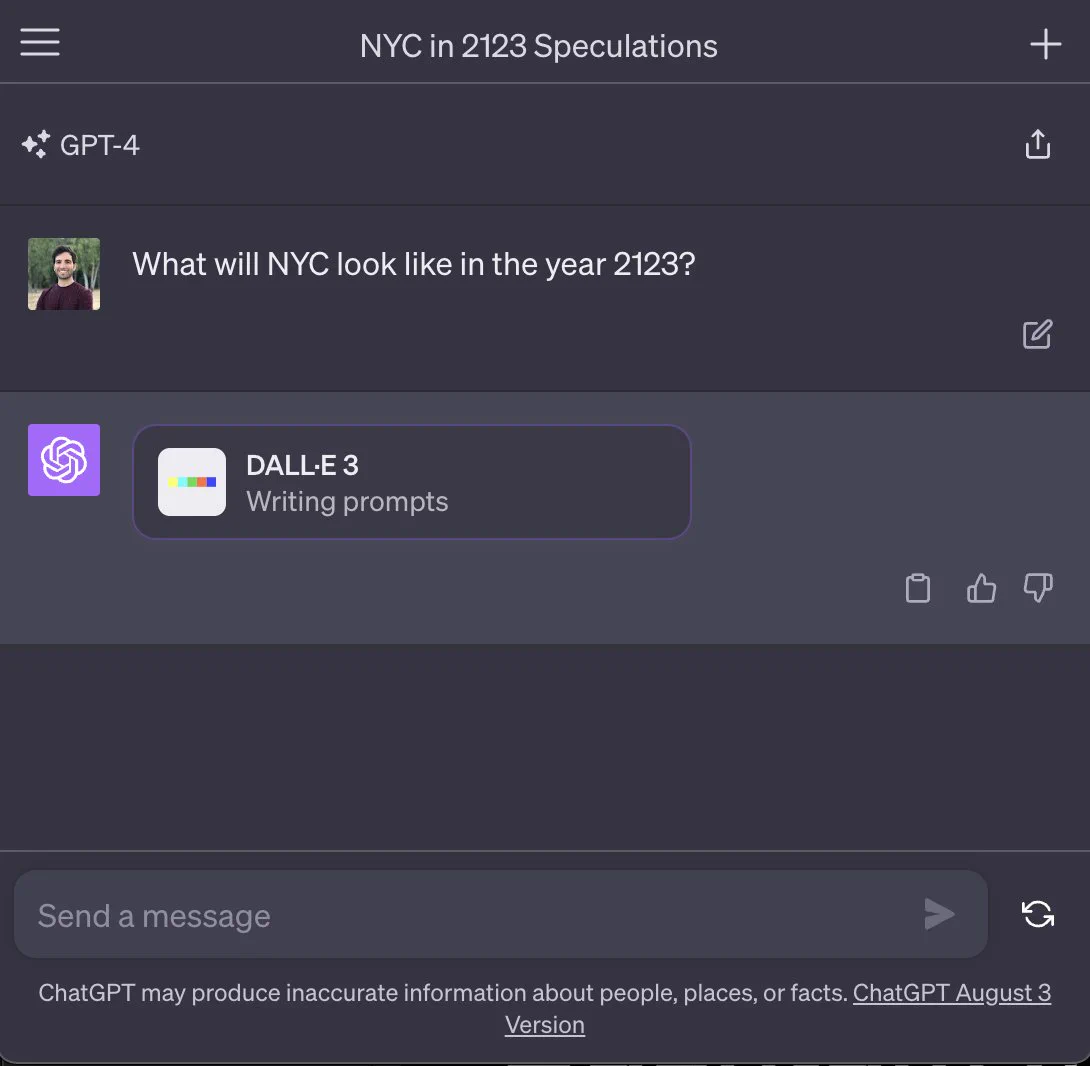 NYC in 2123 Speculations
GPT-4
What will NYC look like in the year 2123?
DALL·E 3
Writing prompts
Send a message
ChatGPT may produce inaccurate information about people, places, or facts. ChatGPT August 3
Version